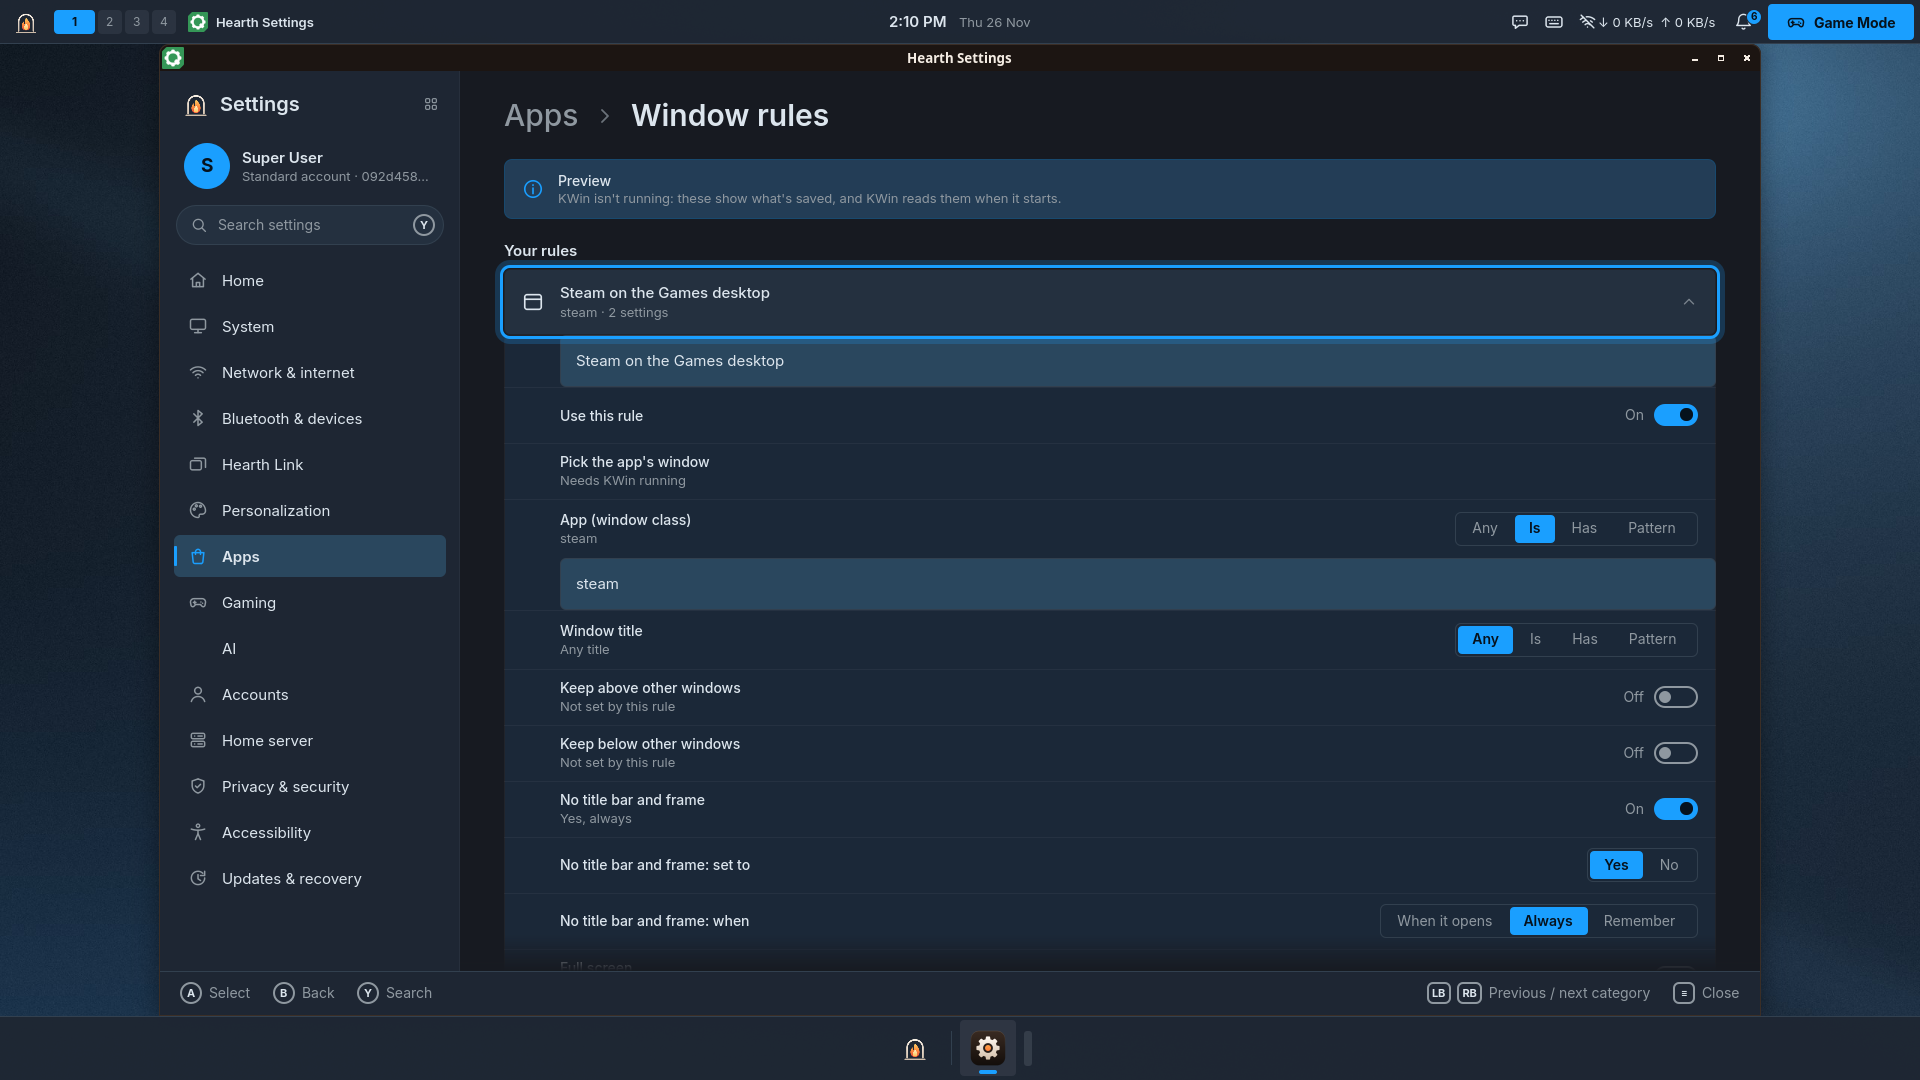 1 2 3 4 Hearth Settings
2:10 PM Thu 26 Nov
0 KB/s 0 KB/s 6 Game Mode
Hearth Settings
Settings
S
Super User
Standard account · 092d458...
Search settings Y
Home
System
Network & internet
Bluetooth & devices
Hearth Link
Personalization
Apps
Gaming
AI
Accounts
Home server
Privacy & security
Accessibility
Updates & recovery
Apps > Window rules
Preview
KWin isn't running: these show what's saved, and KWin reads them when it starts.
Your rules
Steam on the Games desktop
steam · 2 settings
Steam on the Games desktop
Use this rule On
Pick the app's window
Needs KWin running
App (window class)
steam
Any Is Has Pattern
steam
Window title
Any title
Any Is Has Pattern
Keep above other windows
Not set by this rule
Off
Keep below other windows
Not set by this rule
Off
No title bar and frame
Yes, always
On
No title bar and frame: set to Yes No
No title bar and frame: when When it opens Always Remember
Full screen
A Select B Back Y Search
LB RB Previous / next category Close